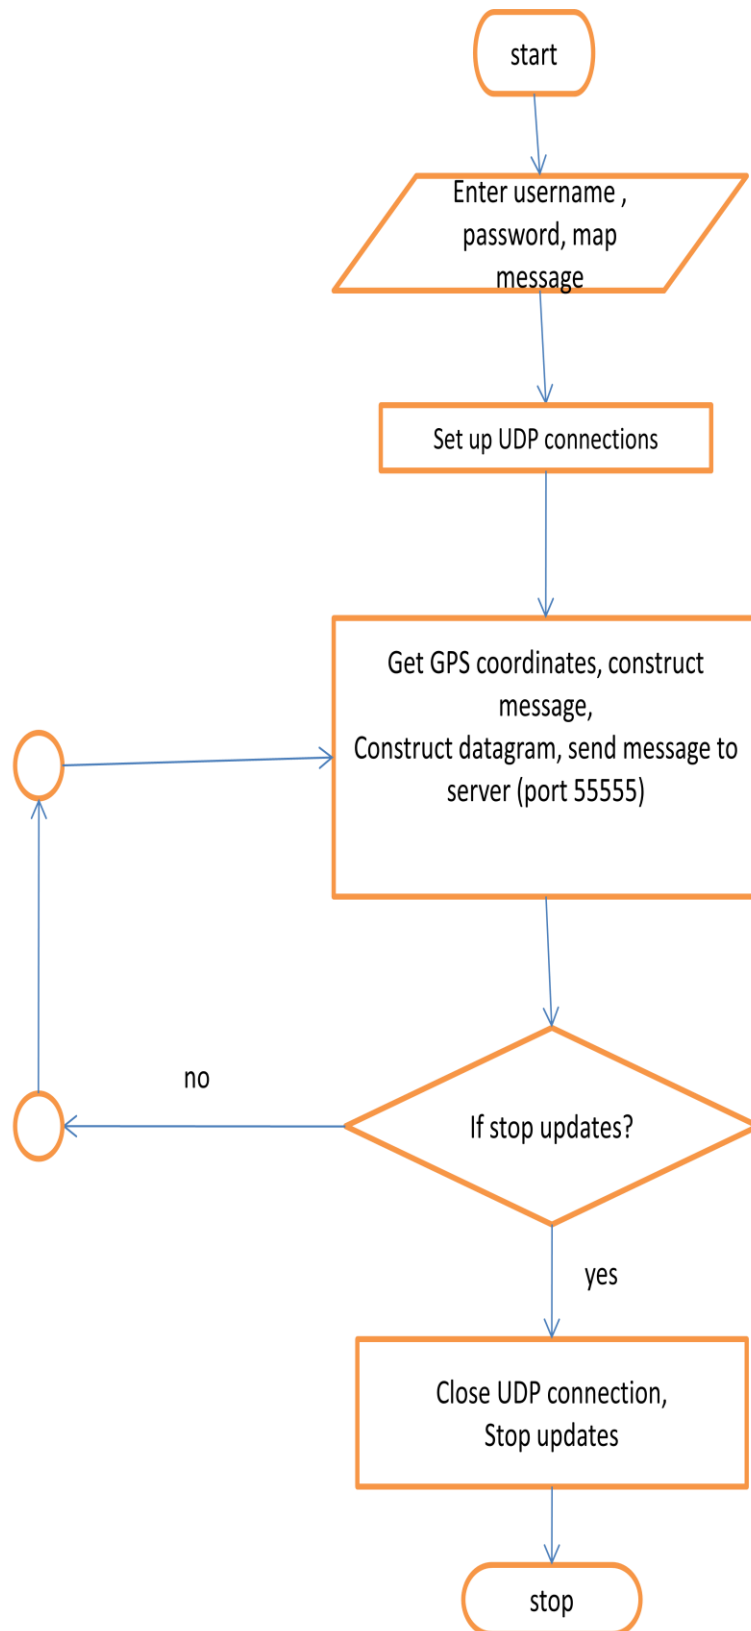 start
Enter username ,
password, map
message
Set up UDP connections
Get GPS coordinates, construct
message,
Construct datagram, send message to
server (port 55555)
no
If stop updates?
yes
Close UDP connection,
Stop updates
stop